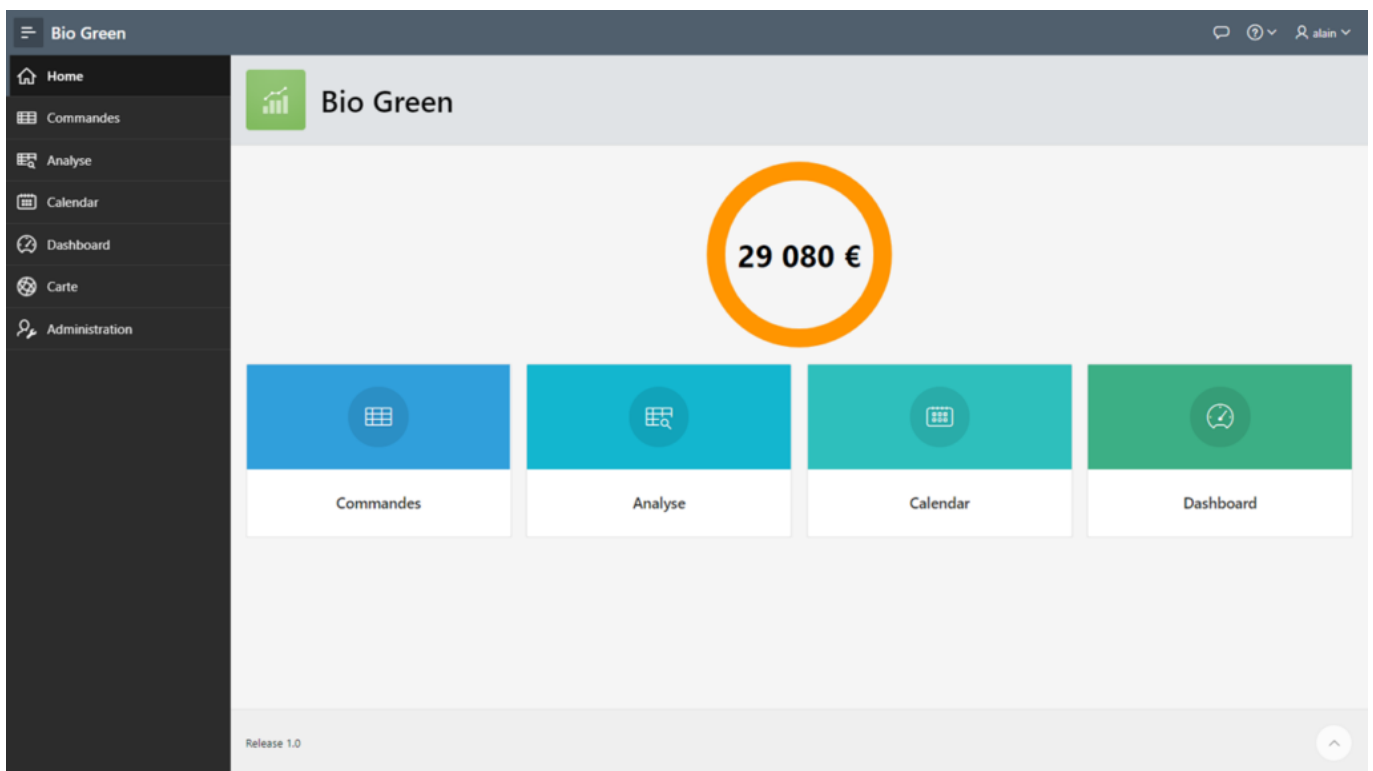 Bio Green
alain
Home
Commandes
Analyse
Calendar
Dashboard
Carte
Administration
Bio Green
29 080 €
Commandes
Analyse
Calendar
Dashboard
Release 1.0